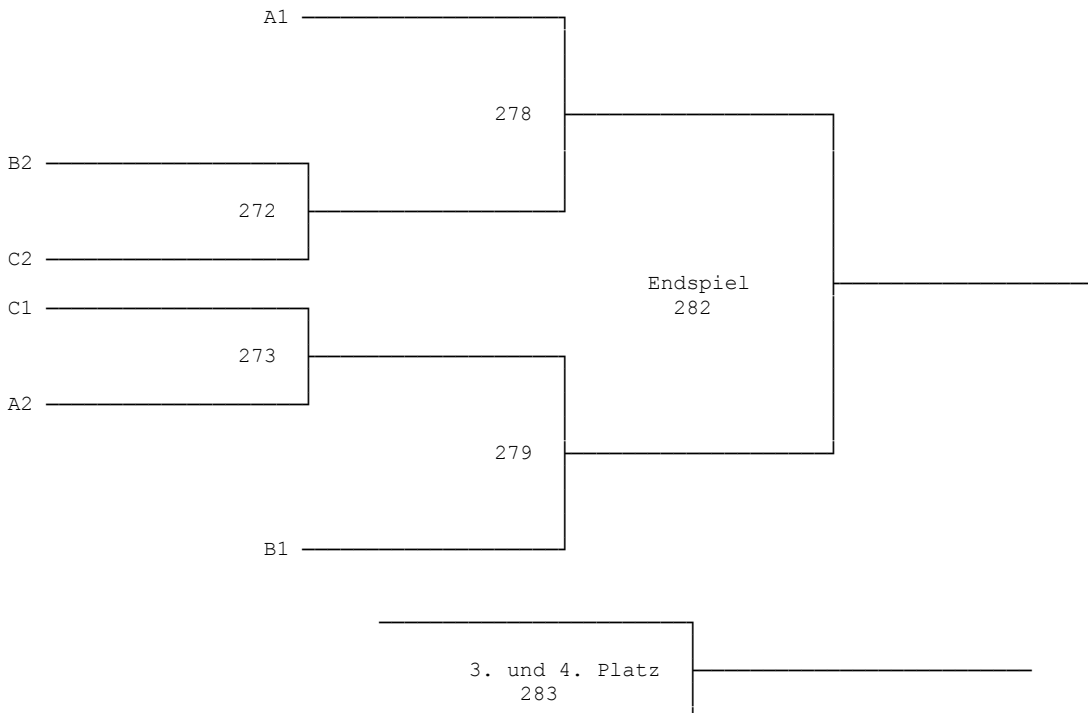 A1
278
B2
272
C2
Endspiel
282
C1
273
A2
279
B1
3. und 4. Platz
283